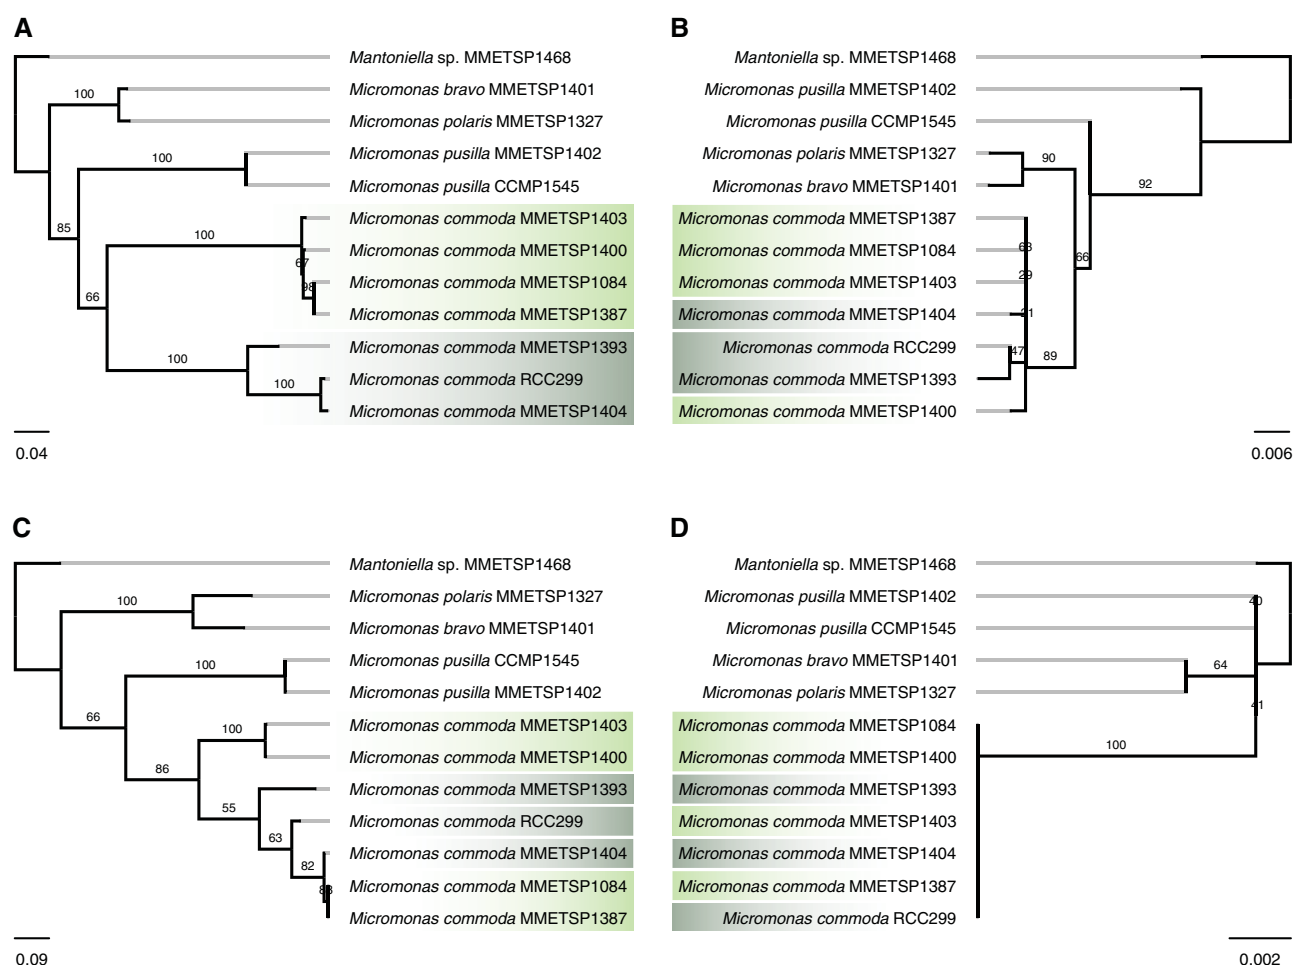 A
Mantoniella sp. MMETSP1468
Micromonas bravo MMETSP1401
100
Micromonas polaris MMETSP1327
Micromonas pusilla MMETSP1402
100
Micromonas pusilla CCMP1545
Micromonas commoda MMETSP1403
85
100
Micromonas commoda MMETSP1400
67
Micromonas commoda MMETSP1084
98
66
Micromonas commoda MMETSP1387
Micromonas commoda MMETSP1393
100
Micromonas commoda RCC299
100
Micromonas commoda MMETSP1404
0.04
B
Mantoniella sp. MMETSP1468
Micromonas pusilla MMETSP1402
Micromonas pusilla CCMP1545
Micromonas polaris MMETSP1327
90
Micromonas bravo MMETSP1401
92
Micromonas commoda MMETSP1387
Micromonas commoda MMETSP1084
63
66
Micromonas commoda MMETSP1403
29
Micromonas commoda MMETSP1404
21
Micromonas commoda RCC299
47
89
Micromonas commoda MMETSP1393
Micromonas commoda MMETSP1400
0.006
C
Mantoniella sp. MMETSP1468
Micromonas polaris MMETSP1327
100
Micromonas bravo MMETSP1401
Micromonas pusilla CCMP1545
100
Micromonas pusilla MMETSP1402
66
Micromonas commoda MMETSP1403
100
Micromonas commoda MMETSP1400
86
Micromonas commoda MMETSP1393
55
Micromonas commoda RCC299
63
Micromonas commoda MMETSP1404
82
Micromonas commoda MMETSP1084
Micromonas commoda MMETSP1387
0.09
D
Mantoniella sp. MMETSP1468
Micromonas pusilla MMETSP1402
40
Micromonas pusilla CCMP1545
Micromonas bravo MMETSP1401
64
Micromonas polaris MMETSP1327
41
Micromonas commoda MMETSP1084
Micromonas commoda MMETSP1400
100
Micromonas commoda MMETSP1393
Micromonas commoda MMETSP1403
Micromonas commoda MMETSP1404
Micromonas commoda MMETSP1387
Micromonas commoda RCC299
0.002